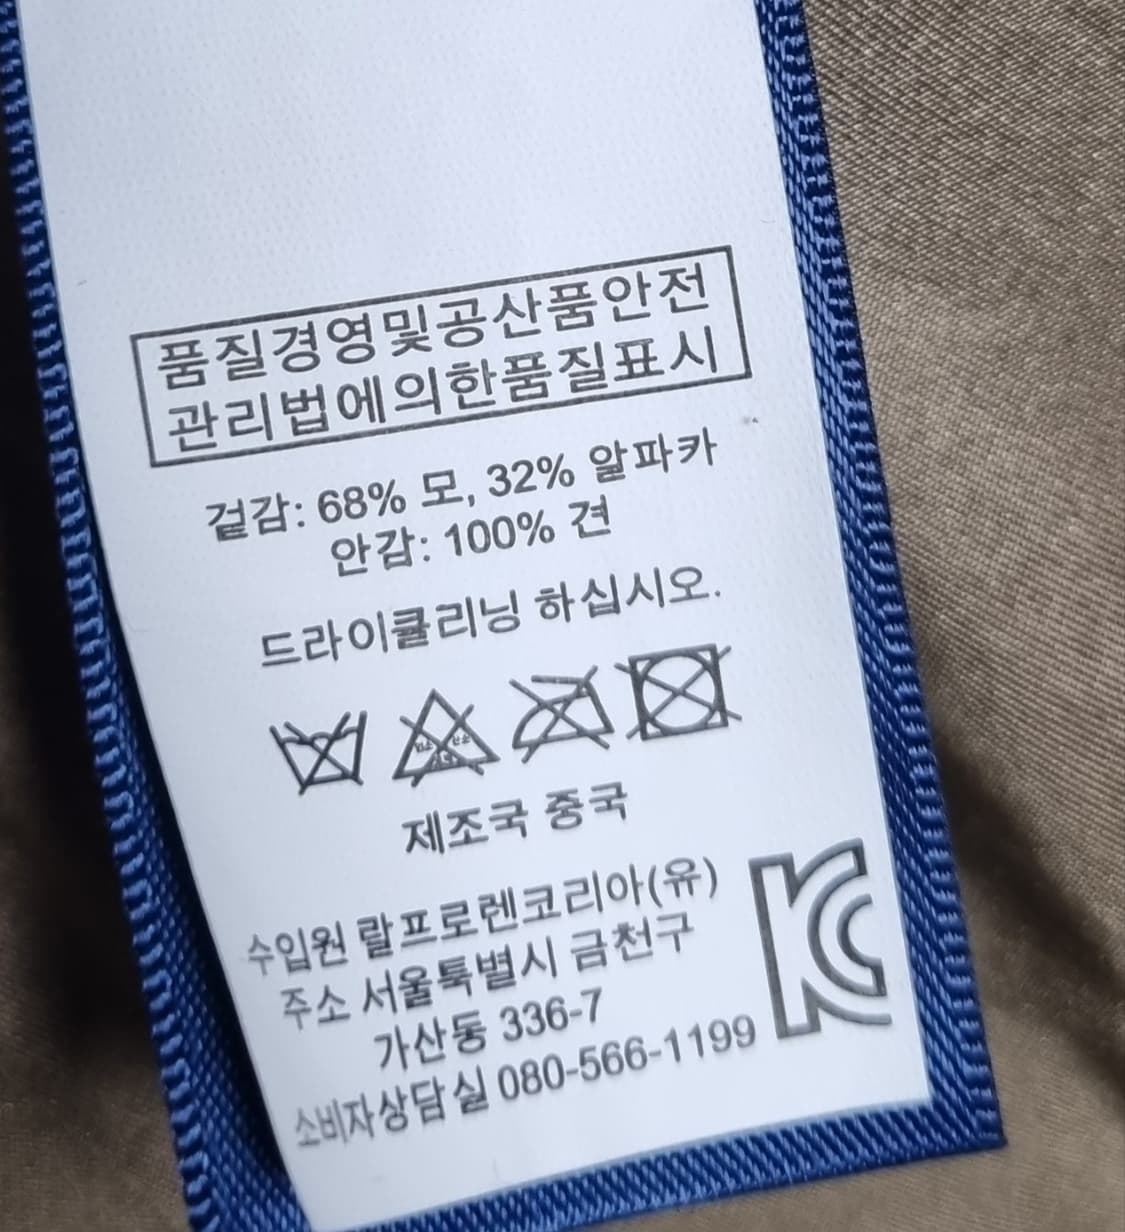 품질경영및공산품안전
관리법에의한품질표시
겉감: 68% 모, 32% 알파카
안감: 100% 견
드라이클리닝 하십시오.
제조국 중국
수입원 랄프로렌코리아(유)
주소 서울특별시 금천구
가산동 336-7
소비자상담실 080-566-1199
KC